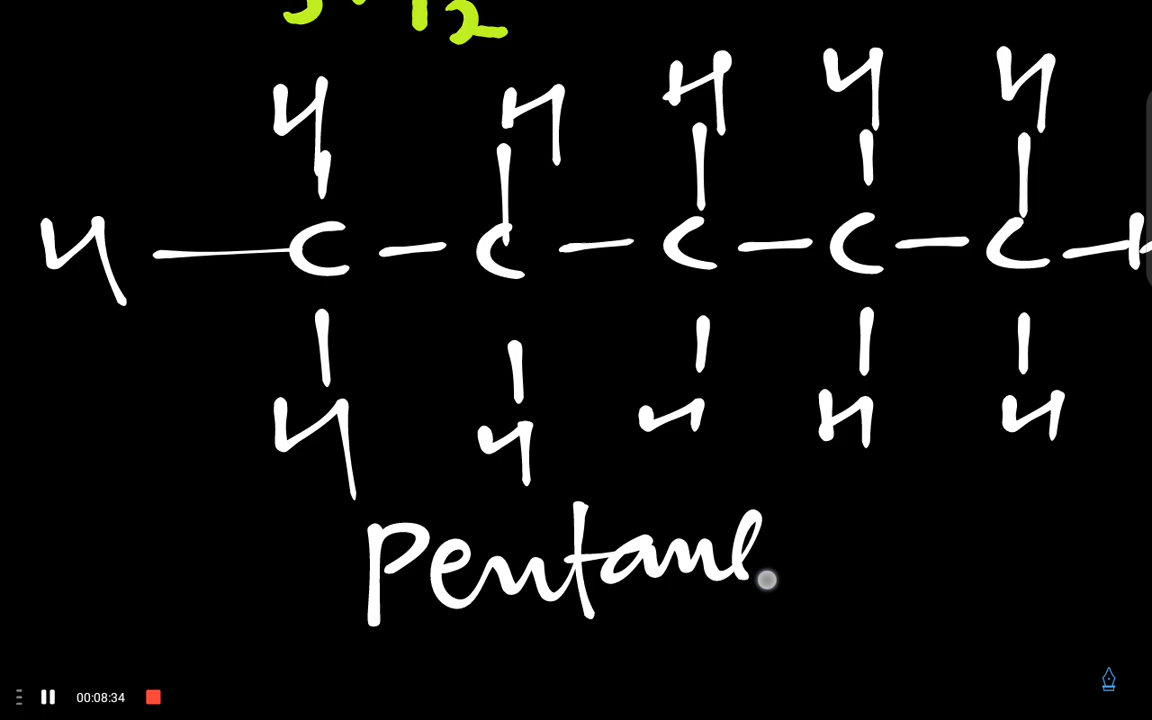 H H H H H
H — C — C — C — C — C — H
H H H H H
Pentane
00:08:34